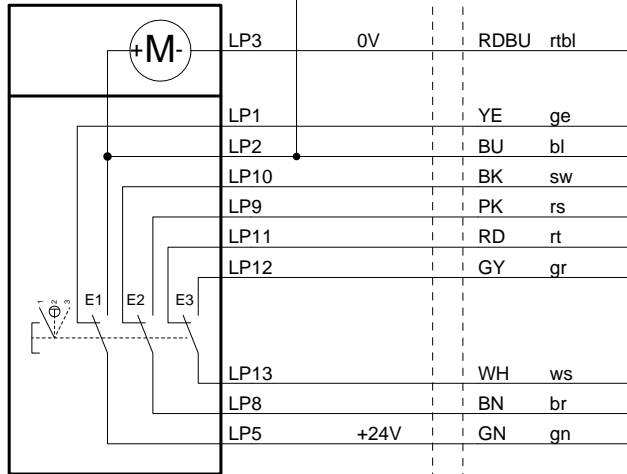 +M- LP3 0V RDBU rtbl
LP1 YE ge
LP2 BU bl
LP10 BK sw
LP9 PK rs
LP11 RD rt
LP12 GY gr
1 2 3
E1 E2 E3
LP13 WH ws
LP8 BN br
LP5 +24V GN gn